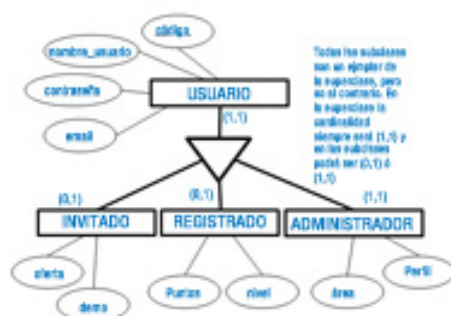 código
nombre_usuario
contraseña
email
USUARIO
(1,1)
Todas las subclases
son un ejemplar de
la superclase, pero
no al contrario. En
la superclase la
cardinalidad
siempre será (1,1) y
en las subclases
podrá ser (0,1) ó
(1,1)
(0,1)
(0,1)
(1,1)
INVITADO
REGISTRADO
ADMINISTRADOR
oferta
demo
Puntos
nivel
área
Perfil